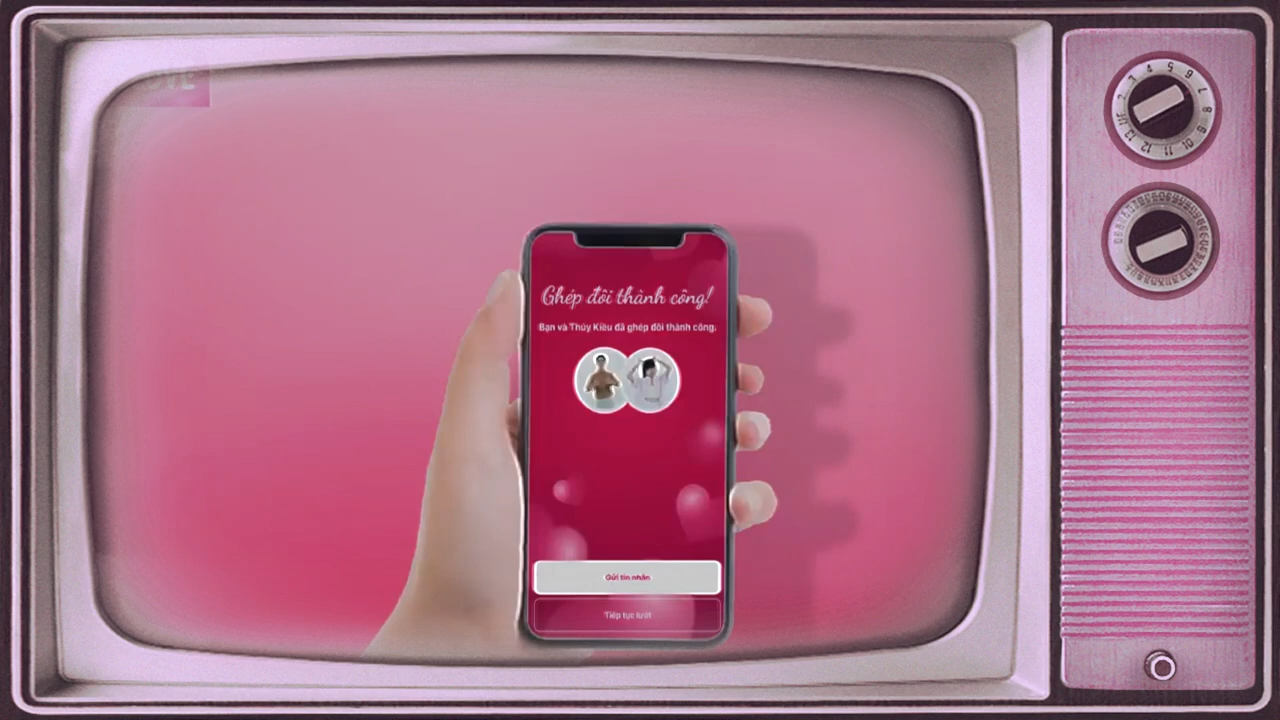 Ghép đôi thành công!
Bạn và Thúy Kiều đã ghép đôi thành công.
Gửi tin nhắn
Tiếp tục lướt